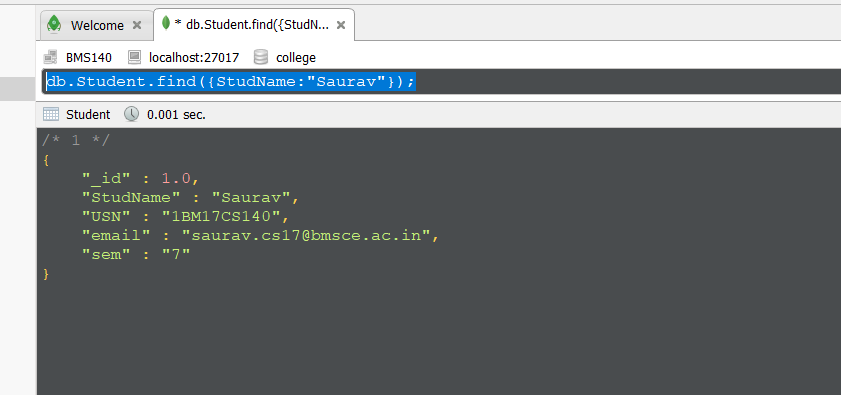 Welcome
* db.Student.find({StudN...
BMS140 localhost:27017 college
db.Student.find({StudName:"Saurav"});
Student 0.001 sec.
/* 1 */
{
"_id" : 1.0,
"StudName" : "Saurav",
"USN" : "1BM17CS140",
"email" : "saurav.cs17@bmsce.ac.in",
"sem" : "7"
}